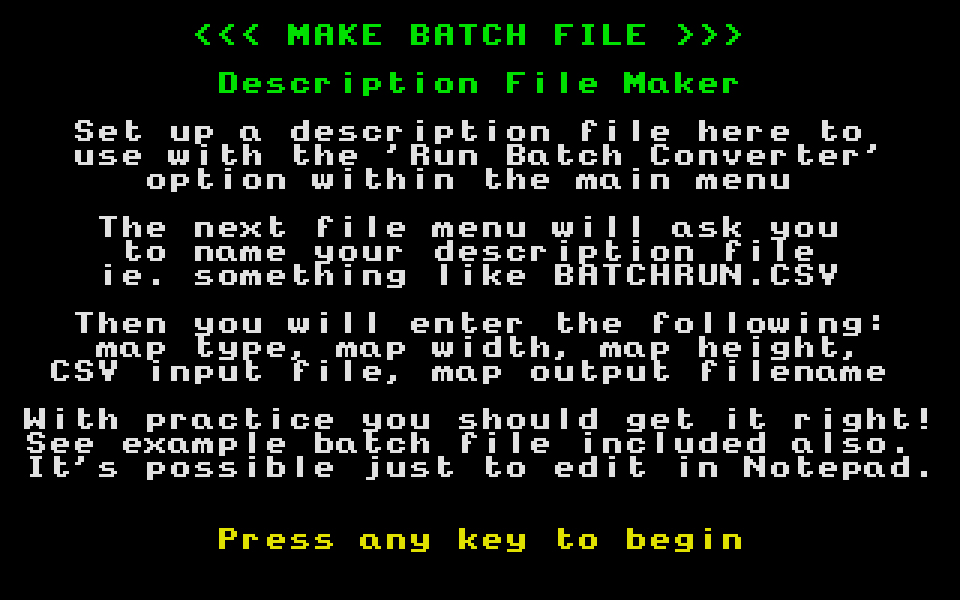 <<< MAKE BATCH FILE >>>
Description File Maker
Set up a description file here to
use with the 'Run Batch Converter'
option within the main menu
The next file menu will ask you
to name your description file
ie. something like BATCHRUN.CSV
Then you will enter the following:
map type, map width, map height,
CSV input file, map output filename
With practice you should get it right!
See example batch file included also.
It's possible just to edit in Notepad.
Press any key to begin